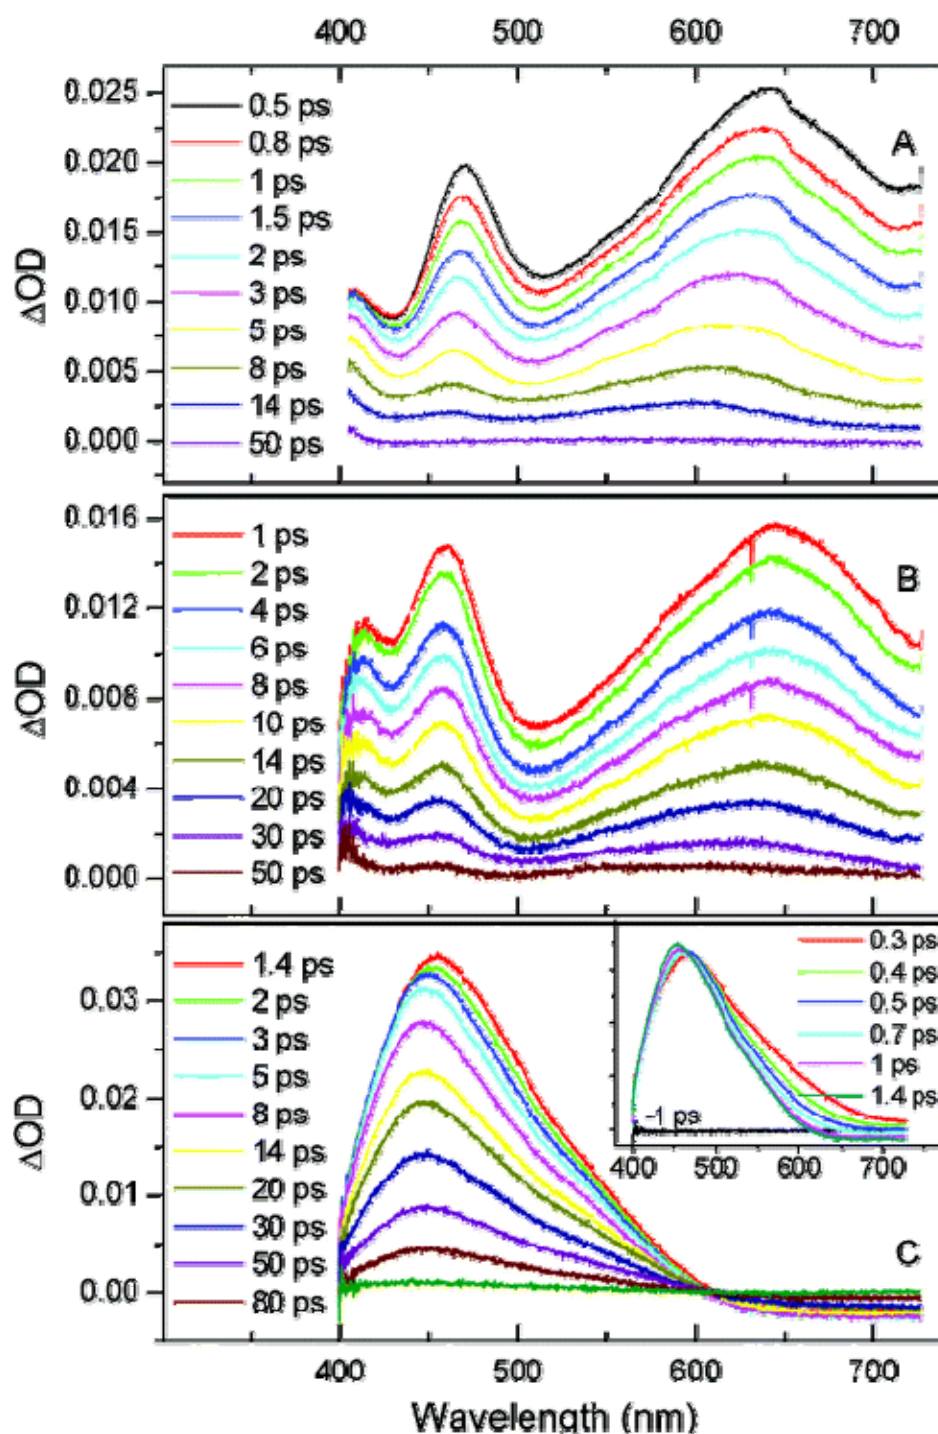 400 500 600 700
0.025
0.020
0.015
0.010
0.005
0.000
ΔOD
0.5 ps
0.8 ps
1 ps
1.5 ps
2 ps
3 ps
5 ps
8 ps
14 ps
50 ps
A
0.016
0.012
0.008
0.004
0.000
ΔOD
1 ps
2 ps
4 ps
6 ps
8 ps
10 ps
14 ps
20 ps
30 ps
50 ps
B
0.03
0.02
0.01
0.00
ΔOD
1.4 ps
2 ps
3 ps
5 ps
8 ps
14 ps
20 ps
30 ps
50 ps
80 ps
0.3 ps
0.4 ps
0.5 ps
0.7 ps
1 ps
1.4 ps
-1 ps
400 500 600 700
C
400 500 600 700
Wavelength (nm)